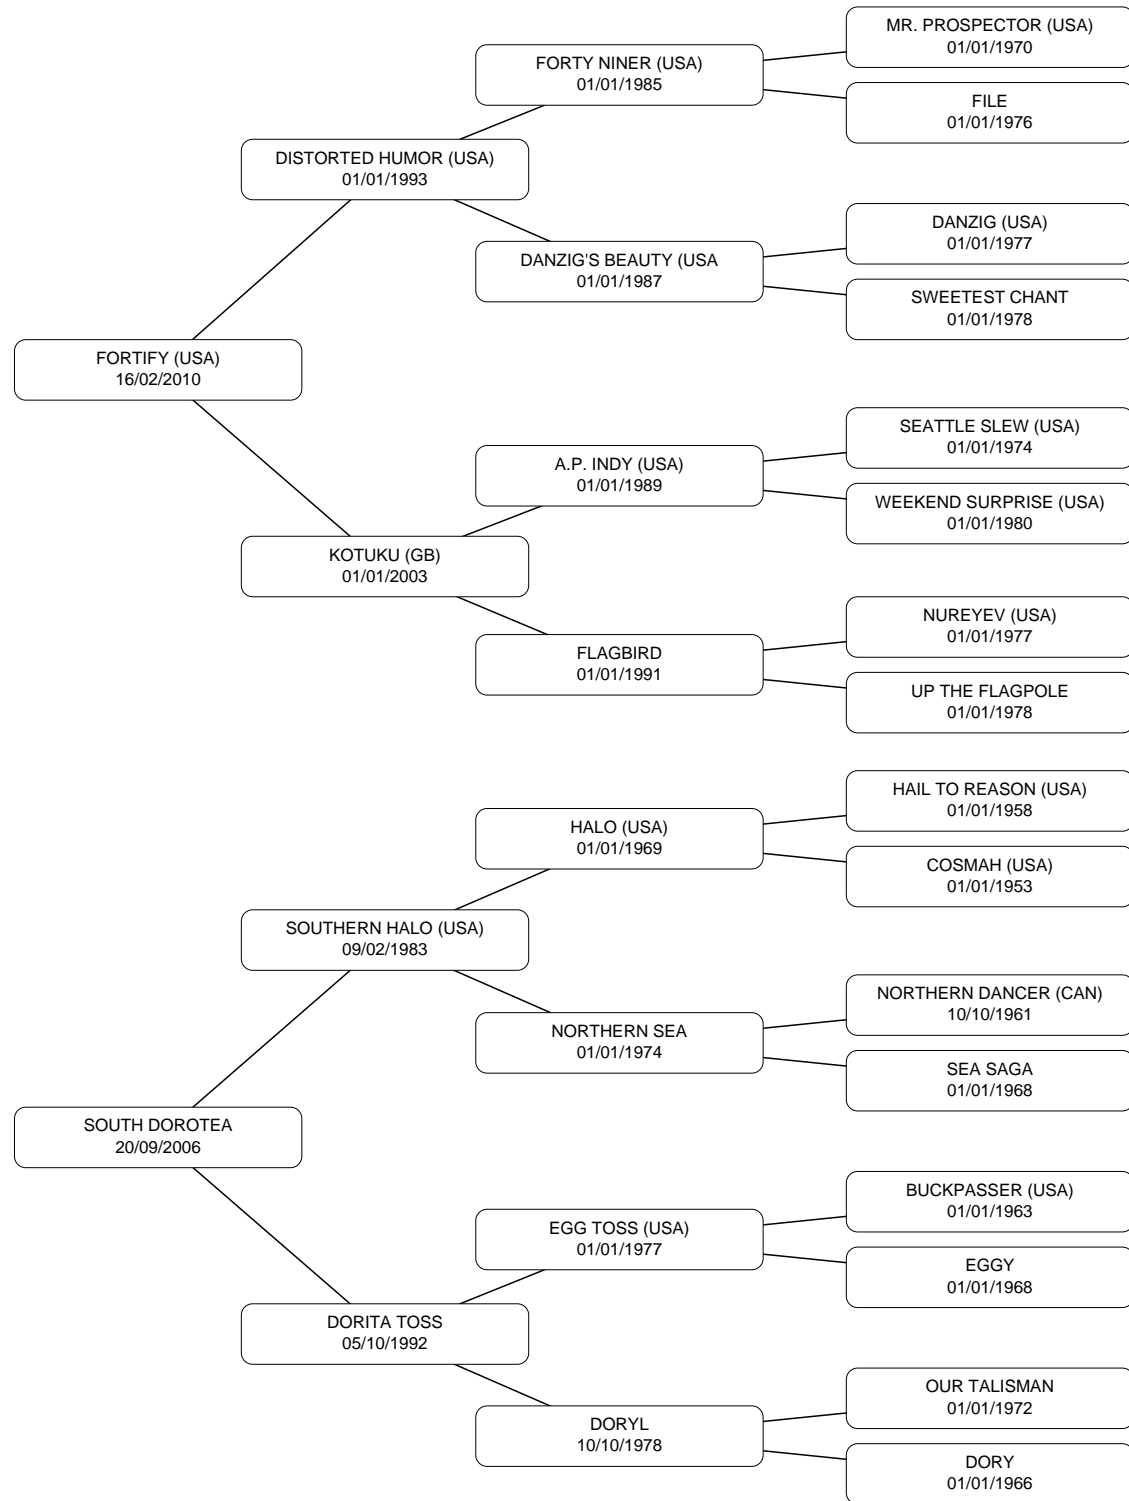 MR. PROSPECTOR (USA)
01/01/1970
FORTY NINER (USA)
01/01/1985
FILE
01/01/1976
DISTORTED HUMOR (USA)
01/01/1993
DANZIG (USA)
01/01/1977
DANZIG'S BEAUTY (USA
01/01/1987
SWEETEST CHANT
01/01/1978
FORTIFY (USA)
16/02/2010
SEATTLE SLEW (USA)
01/01/1974
A.P. INDY (USA)
01/01/1989
WEEKEND SURPRISE (USA)
01/01/1980
KOTUKU (GB)
01/01/2003
NUREYEV (USA)
01/01/1977
FLAGBIRD
01/01/1991
UP THE FLAGPOLE
01/01/1978
HAIL TO REASON (USA)
01/01/1958
HALO (USA)
01/01/1969
COSMAH (USA)
01/01/1953
SOUTHERN HALO (USA)
09/02/1983
NORTHERN DANCER (CAN)
10/10/1961
NORTHERN SEA
01/01/1974
SEA SAGA
01/01/1968
SOUTH DOROTEA
20/09/2006
BUCKPASSER (USA)
01/01/1963
EGG TOSS (USA)
01/01/1977
EGGY
01/01/1968
DORITA TOSS
05/10/1992
OUR TALISMAN
01/01/1972
DORYL
10/10/1978
DORY
01/01/1966